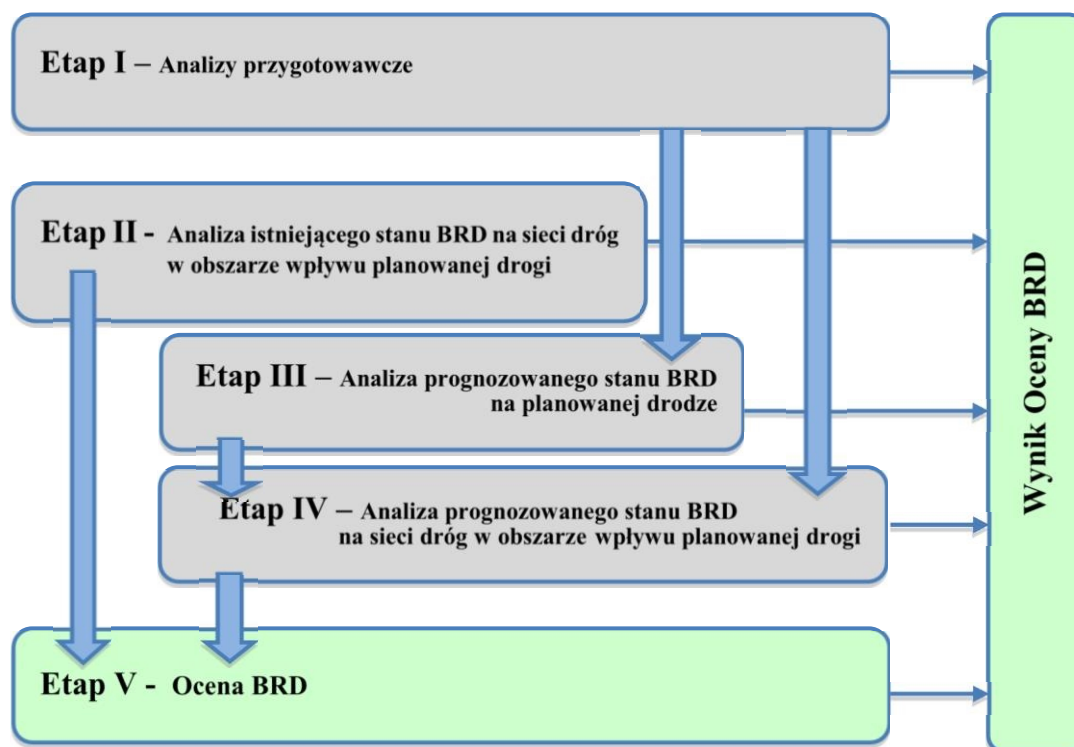 Etap I – Analizy przygotowawcze
Etap II - Analiza istniejącego stanu BRD na sieci dróg
w obszarze wpływu planowanej drogi
Etap III – Analiza prognozowanego stanu BRD
na planowanej drodze
Etap IV – Analiza prognozowanego stanu BRD
na sieci dróg w obszarze wpływu planowanej drogi
Etap V - Ocena BRD
Wynik Oceny BRD